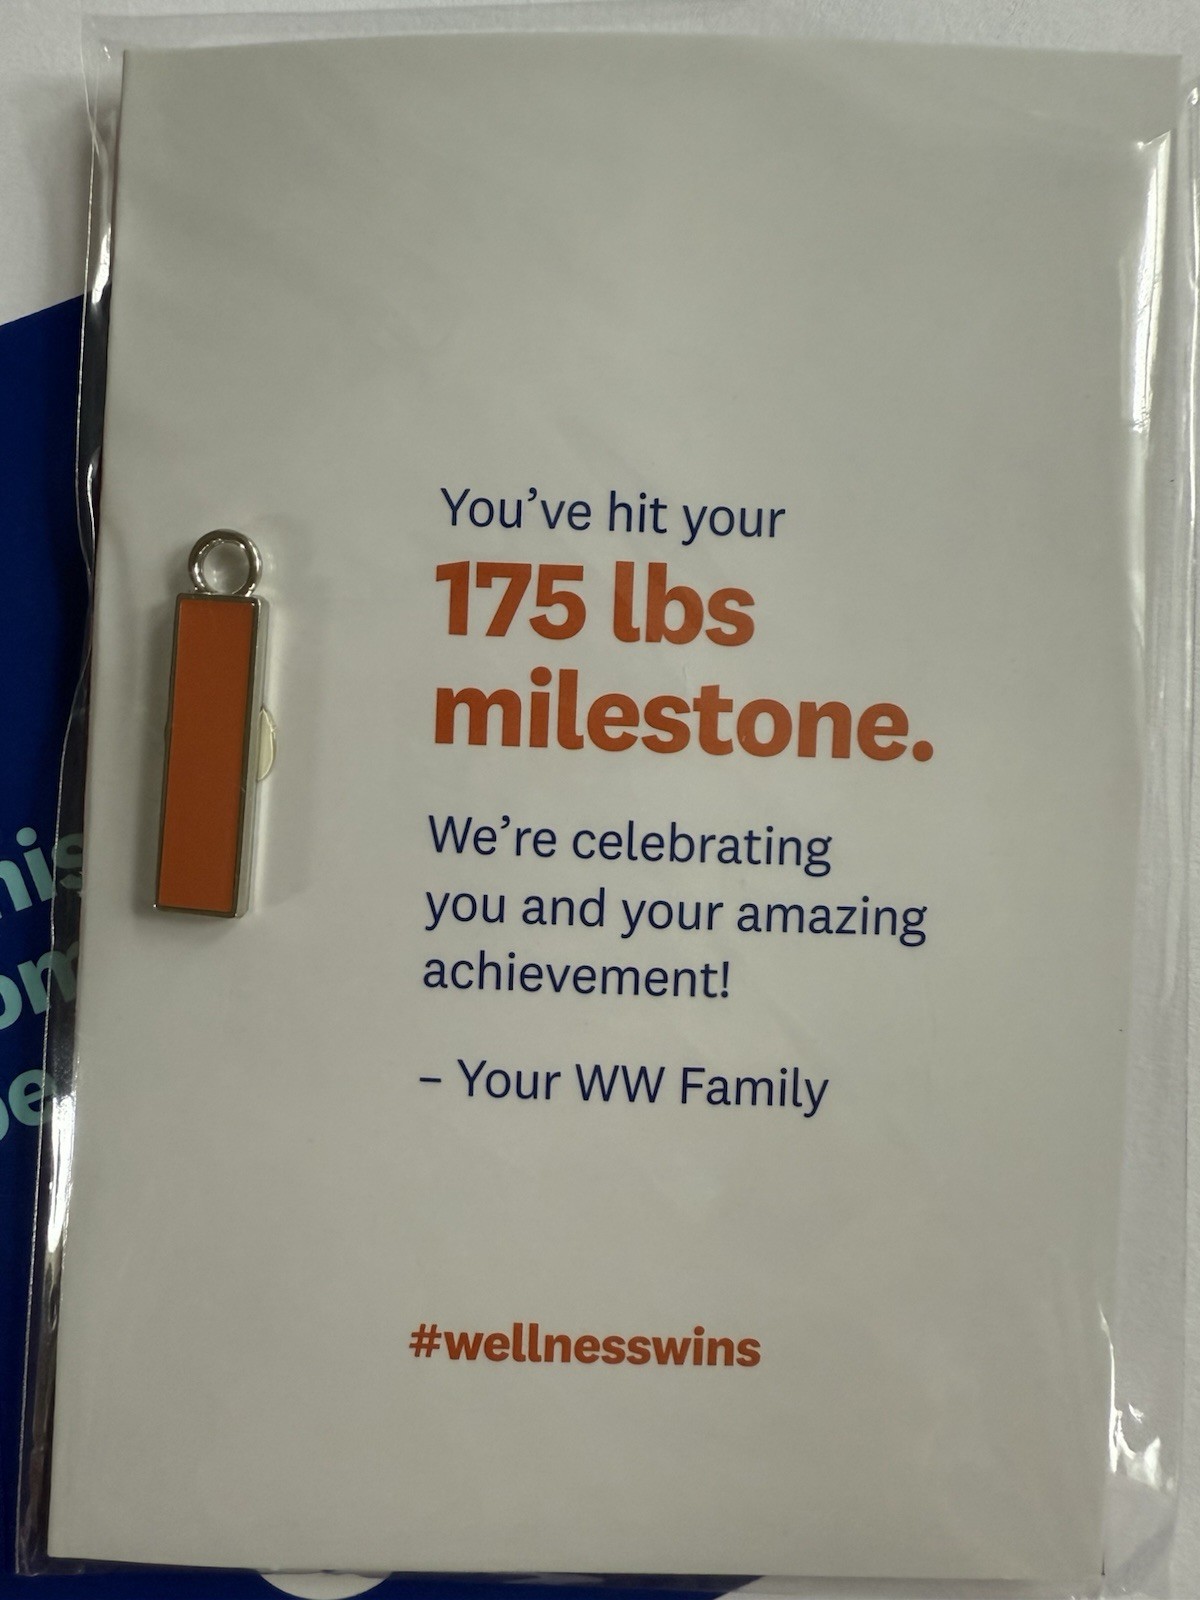 You've hit your
175 lbs
milestone.
We're celebrating
you and your amazing
achievement!
– Your WW Family
#wellnesswins